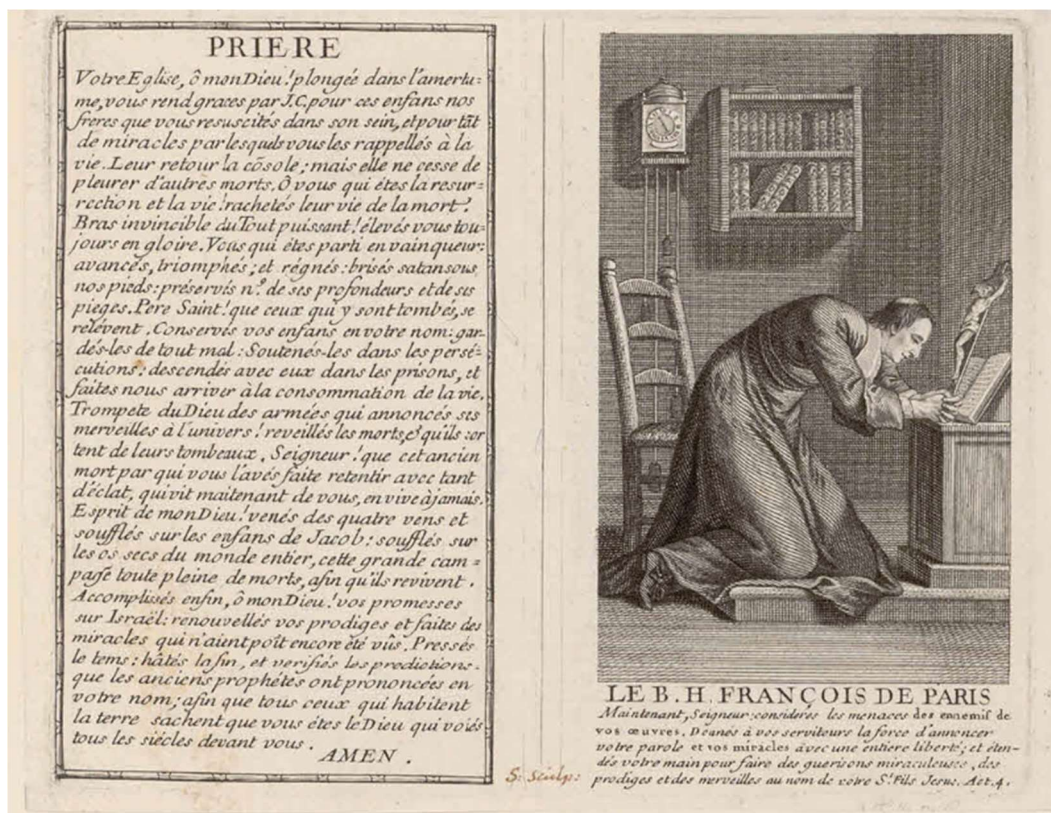 PRIERE
Votre Eglise, ô mon Dieu! plongée dans l'amertu-
me, vous rend graces par J.C. pour ces enfans nos
freres que vous resuscités dans son sein, et pour tāt
de miracles par lesquels vous les rappellés à la
vie. Leur retour la cōsole; mais elle ne cesse de
pleurer d'autres morts. Ô vous qui êtes la resur-
rection et la vie! rachetés leur vie de la mort.
Bras invincible du Tout puissant! élevés vous tou-
jours en gloire. Vous qui êtes parti en vainqueur:
avancés, triomphés; et régnés: brisés satan sous
nos pieds: préservés n.s de ses profondeurs et de ses
pieges. Pere Saint! que ceux qui y sont tombés, se
relévent. Conservés vos enfans en votre nom: gar-
dés-les de tout mal: Soutenés-les dans les persé-
cutions: descendés avec eux dans les prisons, et
faites nous arriver à la consommation de la vie.
Trompete du Dieu des armées qui annoncés ses
merveilles à l'univers! reveillés les morts, & qu'ils sor
tent de leurs tombeaux. Seigneur! que cet ancien
mort par qui vous l'avés faite retentir avec tant
d'éclat, qui vit maitenant de vous, en vive à jamais.
Esprit de mon Dieu! venés des quatre vens et
soufflés sur les enfans de Jacob: soufflés sur
les os secs du monde entier, cette grande cam-
pagne toute pleine de morts, afin qu'ils revivent.
Accomplissés enfin, ô mon Dieu! vos promesses
sur Israël: renouvellés vos prodiges et faites des
miracles qui n'aient poît encore été vûs. Pressés
le tems: hâtés la fin, et verifiés les predictions
que les anciens prophétes ont prononcées en
votre nom; afin que tous ceux qui habitent
la terre sachent que vous étes le Dieu qui voiés
tous les siécles devant vous.
AMEN.
S. sculp:
LE B. H. FRANÇOIS DE PARIS
Maintenant, Seigneur: considerés les menaces des ennemis de
vos œuvres. Donnés à vos serviteurs la force d'annoncer
votre parole et vos miracles avec une entiere liberté; et éten-
dés votre main pour faire des guerisons miraculeuses, des
prodiges et des merveilles au nom de votre S.t Fils Jesus. Act. 4.